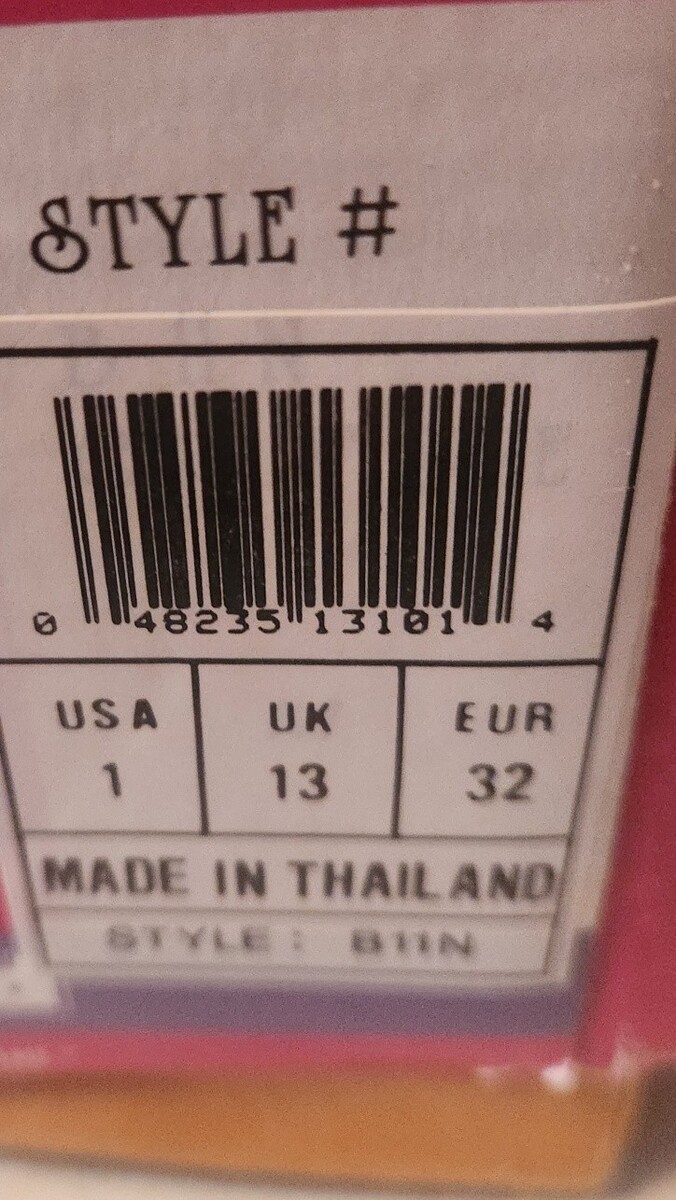 STYLE #
0 48235 13101 4
USA UK EUR
1 13 32
MADE IN THAILAND
STYLE: B11N